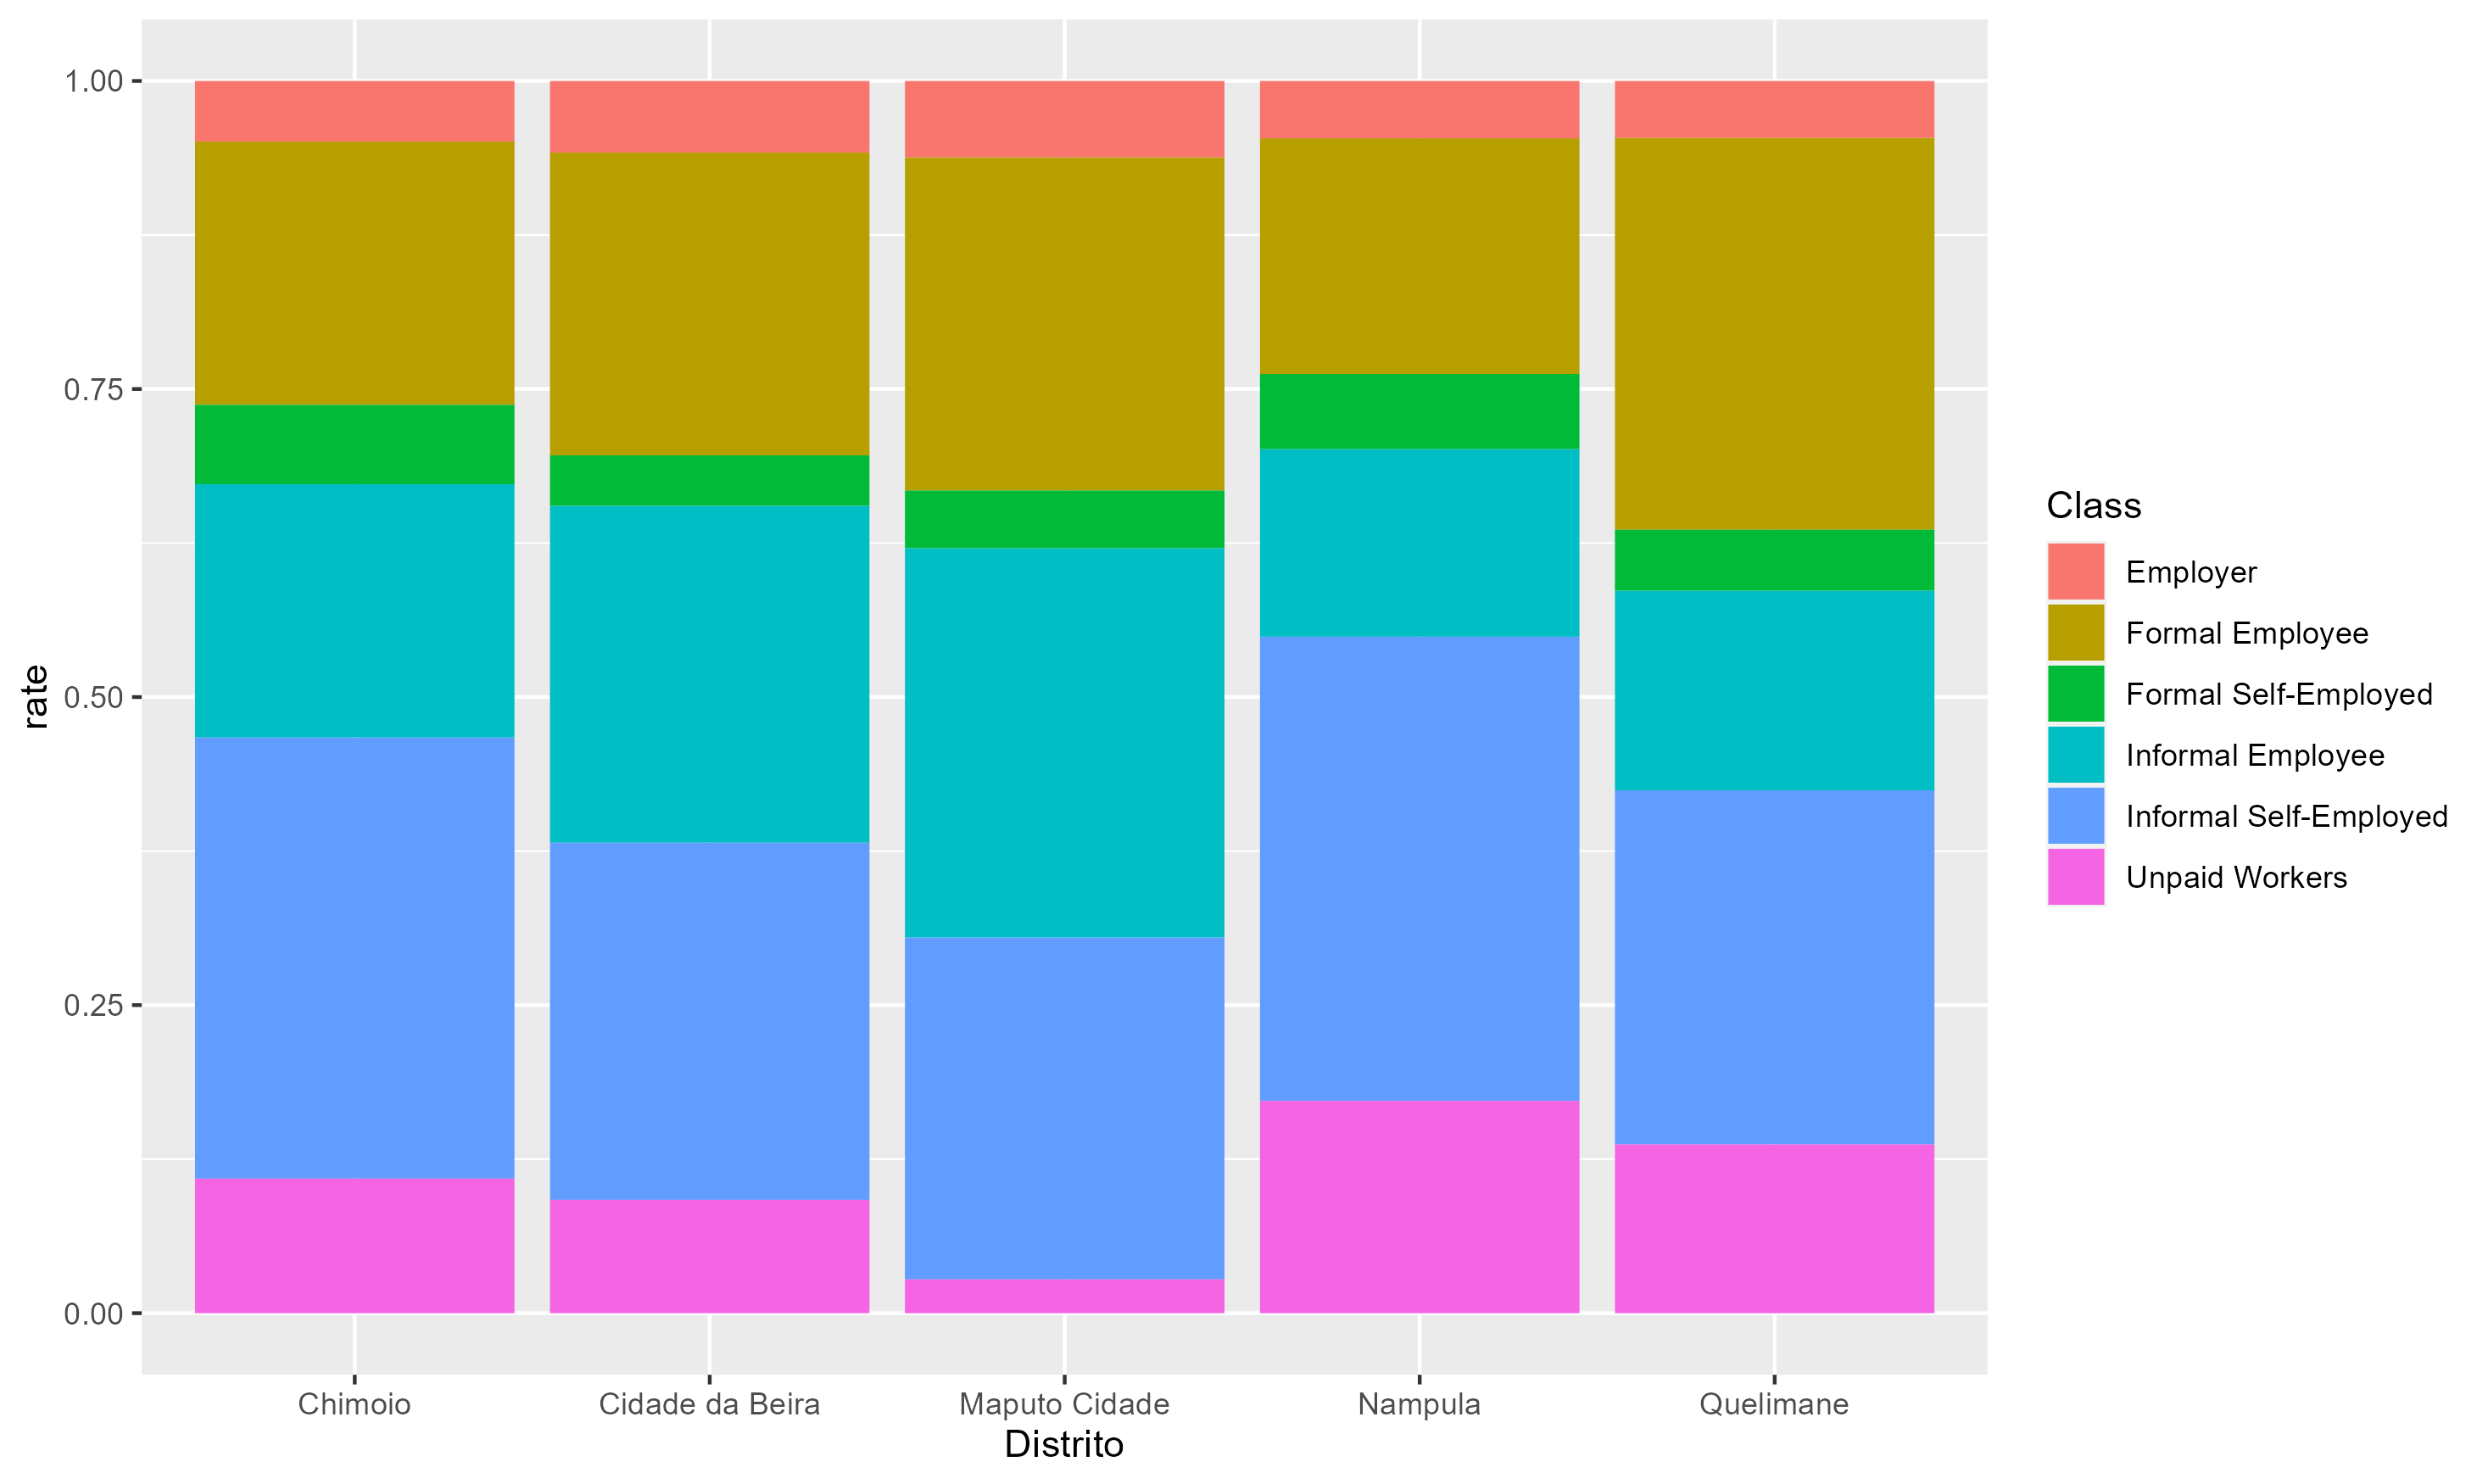 1.00
0.75
0.50
0.25
0.00
rate
Chimoio
Cidade da Beira
Maputo Cidade
Nampula
Quelimane
Distrito
Class
Employer
Formal Employee
Formal Self-Employed
Informal Employee
Informal Self-Employed
Unpaid Workers